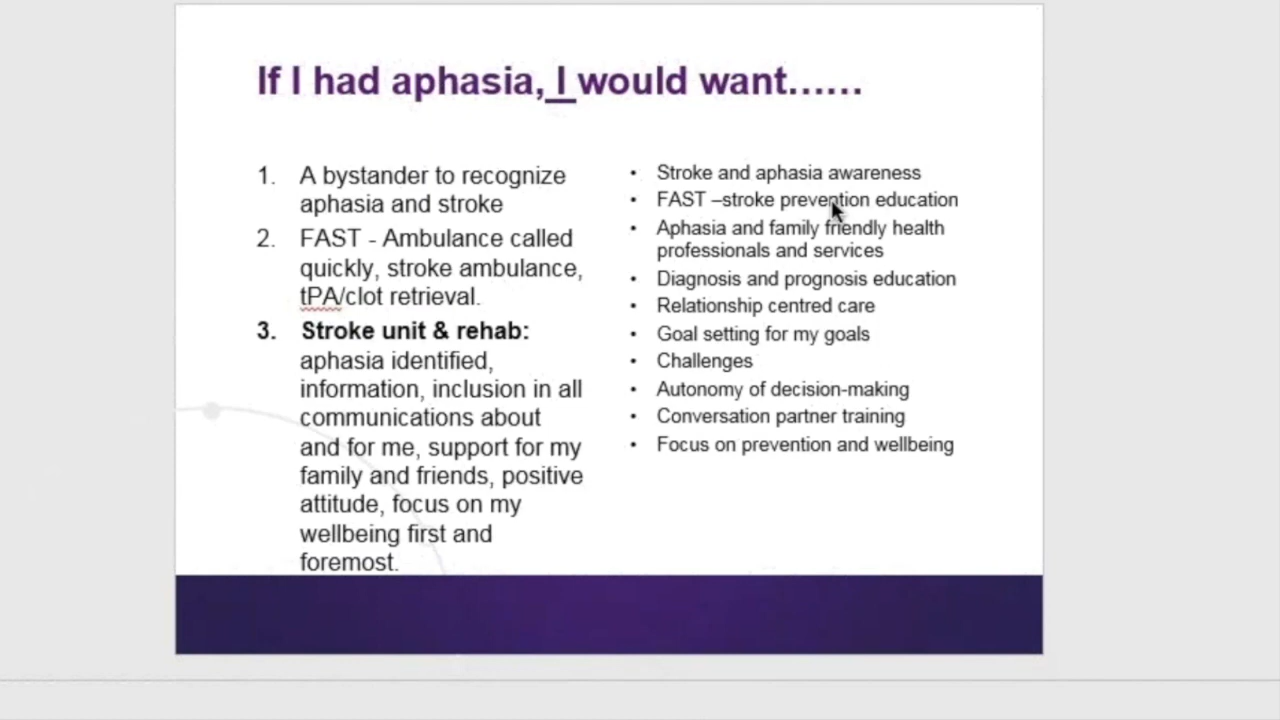 If I had aphasia, I would want……
1. A bystander to recognize
aphasia and stroke
2. FAST - Ambulance called
quickly, stroke ambulance,
tPA/clot retrieval.
3. Stroke unit & rehab:
aphasia identified,
information, inclusion in all
communications about
and for me, support for my
family and friends, positive
attitude, focus on my
wellbeing first and
foremost.
• Stroke and aphasia awareness
• FAST –stroke prevention education
• Aphasia and family friendly health
professionals and services
• Diagnosis and prognosis education
• Relationship centred care
• Goal setting for my goals
• Challenges
• Autonomy of decision-making
• Conversation partner training
• Focus on prevention and wellbeing